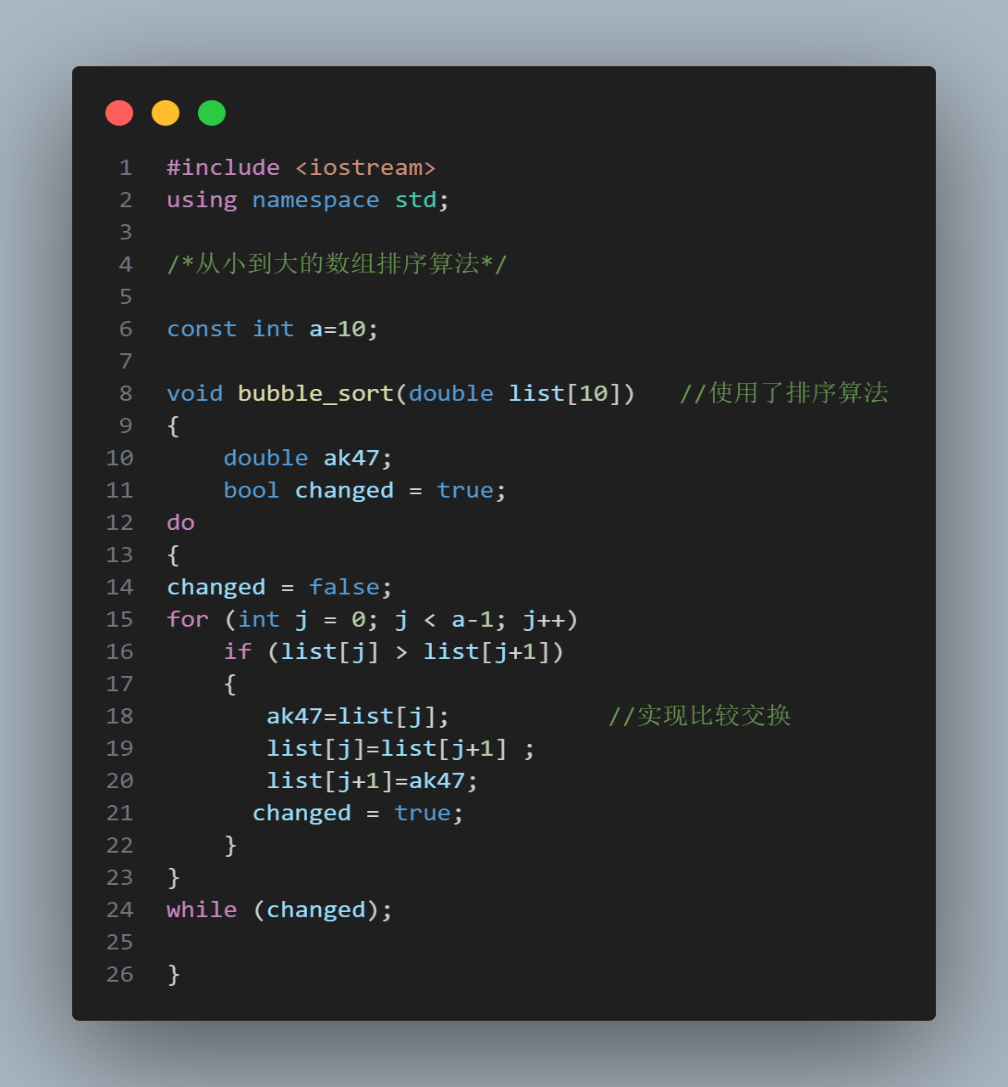 1 #include <iostream>
2 using namespace std;
3
4 /*从小到大的数组排序算法*/
5
6 const int a=10;
7
8 void bubble_sort(double list[10])   //使用了排序算法
9 {
10     double ak47;
11     bool changed = true;
12 do
13 {
14 changed = false;
15 for (int j = 0; j < a-1; j++)
16     if (list[j] > list[j+1])
17     {
18        ak47=list[j];           //实现比较交换
19        list[j]=list[j+1] ;
20        list[j+1]=ak47;
21       changed = true;
22     }
23 }
24 while (changed);
25
26 }